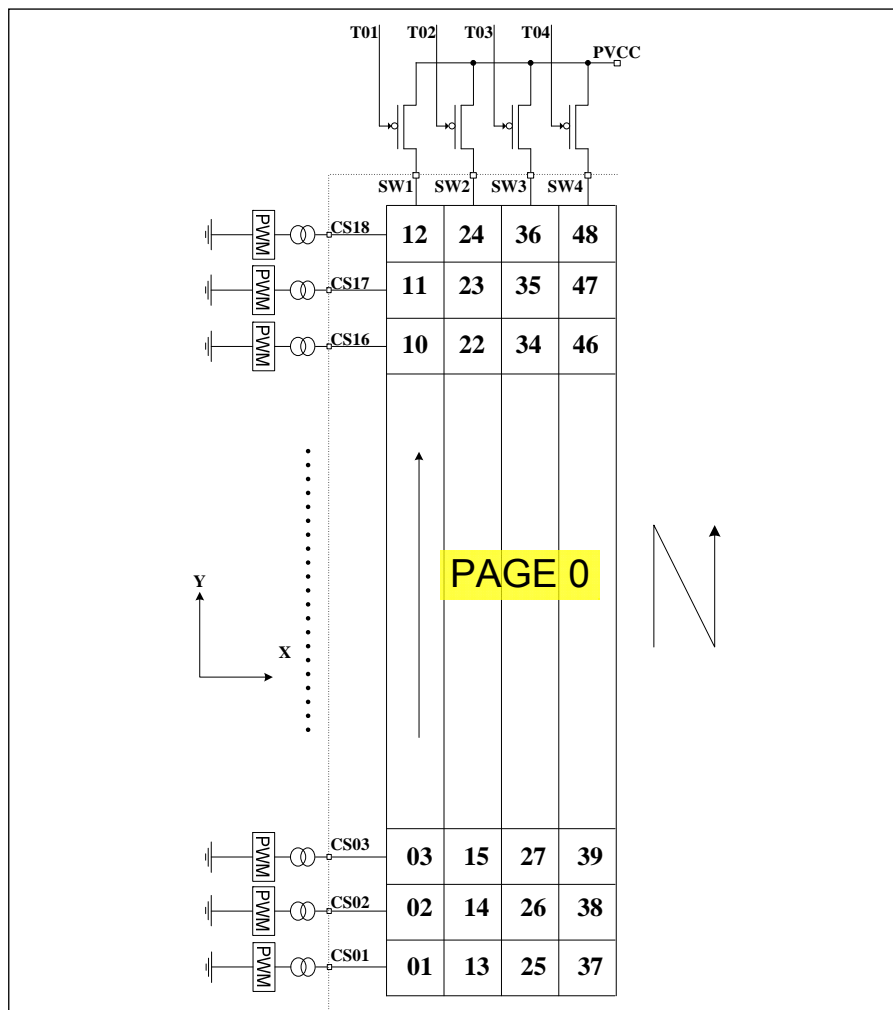 T01 T02 T03 T04
PVCC
SW1 SW2 SW3 SW4
PWM CS18 12 24 36 48
PWM CS17 11 23 35 47
PWM CS16 10 22 34 46
PAGE 0
Y
X
PWM CS03 03 15 27 39
PWM CS02 02 14 26 38
PWM CS01 01 13 25 37